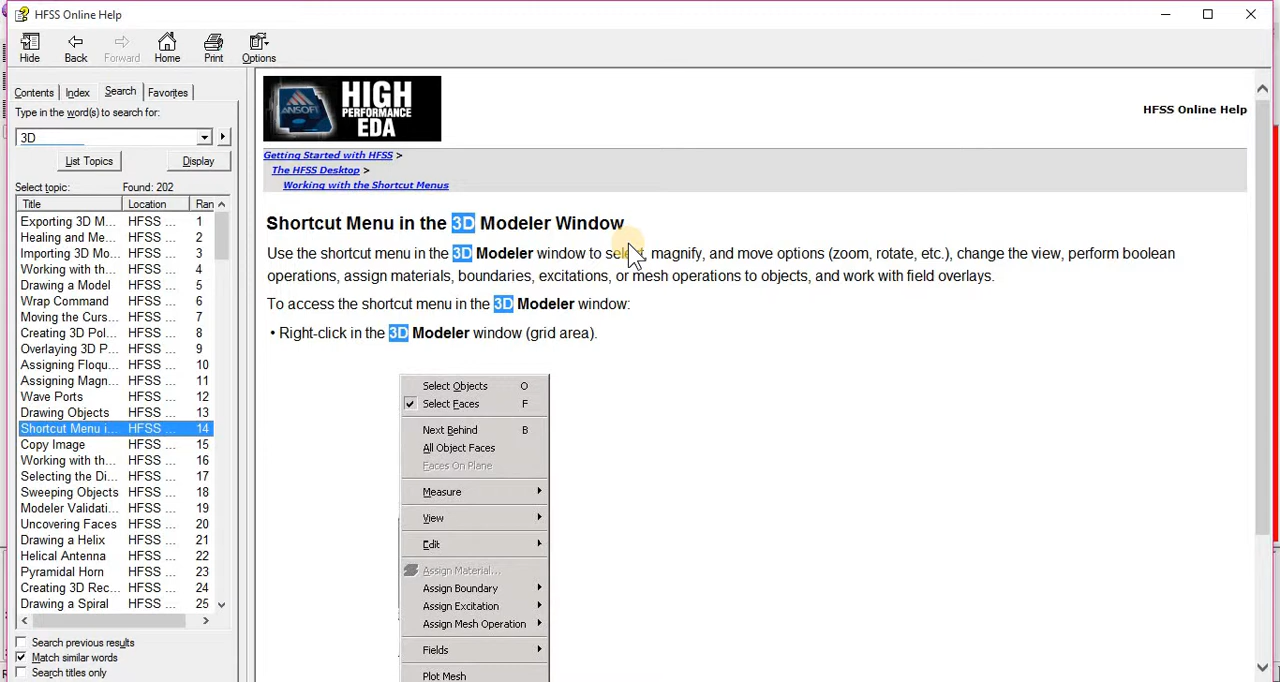 HFSS Online Help
Hide Back Forward Home Print Options
Contents Index Search Favorites
Type in the word(s) to search for:
3D
List Topics Display
Select topic: Found: 202
Title Location Ran
Exporting 3D M... HFSS ... 1
Healing and Me... HFSS ... 2
Importing 3D Mo... HFSS ... 3
Working with th... HFSS ... 4
Drawing a Model HFSS ... 5
Wrap Command HFSS ... 6
Moving the Curs... HFSS ... 7
Creating 3D Pol... HFSS ... 8
Overlaying 3D P... HFSS ... 9
Assigning Floqu... HFSS ... 10
Assigning Magn... HFSS ... 11
Wave Ports HFSS ... 12
Drawing Objects HFSS ... 13
Shortcut Menu i... HFSS ... 14
Copy Image HFSS ... 15
Working with th... HFSS ... 16
Selecting the Di... HFSS ... 17
Sweeping Objects HFSS ... 18
Modeler Validati... HFSS ... 19
Uncovering Faces HFSS ... 20
Drawing a Helix HFSS ... 21
Helical Antenna HFSS ... 22
Pyramidal Horn HFSS ... 23
Creating 3D Rec... HFSS ... 24
Drawing a Spiral HFSS ... 25
Search previous results
Match similar words
Search titles only
ANSOFT
HIGH
PERFORMANCE
EDA
HFSS Online Help
Getting Started with HFSS >
The HFSS Desktop >
Working with the Shortcut Menus
Shortcut Menu in the 3D Modeler Window
Use the shortcut menu in the 3D Modeler window to select, magnify, and move options (zoom, rotate, etc.), change the view, perform boolean
operations, assign materials, boundaries, excitations, or mesh operations to objects, and work with field overlays.
To access the shortcut menu in the 3D Modeler window:
• Right-click in the 3D Modeler window (grid area).
Select Objects O
Select Faces F
Next Behind B
All Object Faces
Faces On Plane
Measure
View
Edit
Assign Material...
Assign Boundary
Assign Excitation
Assign Mesh Operation
Fields
Plot Mesh